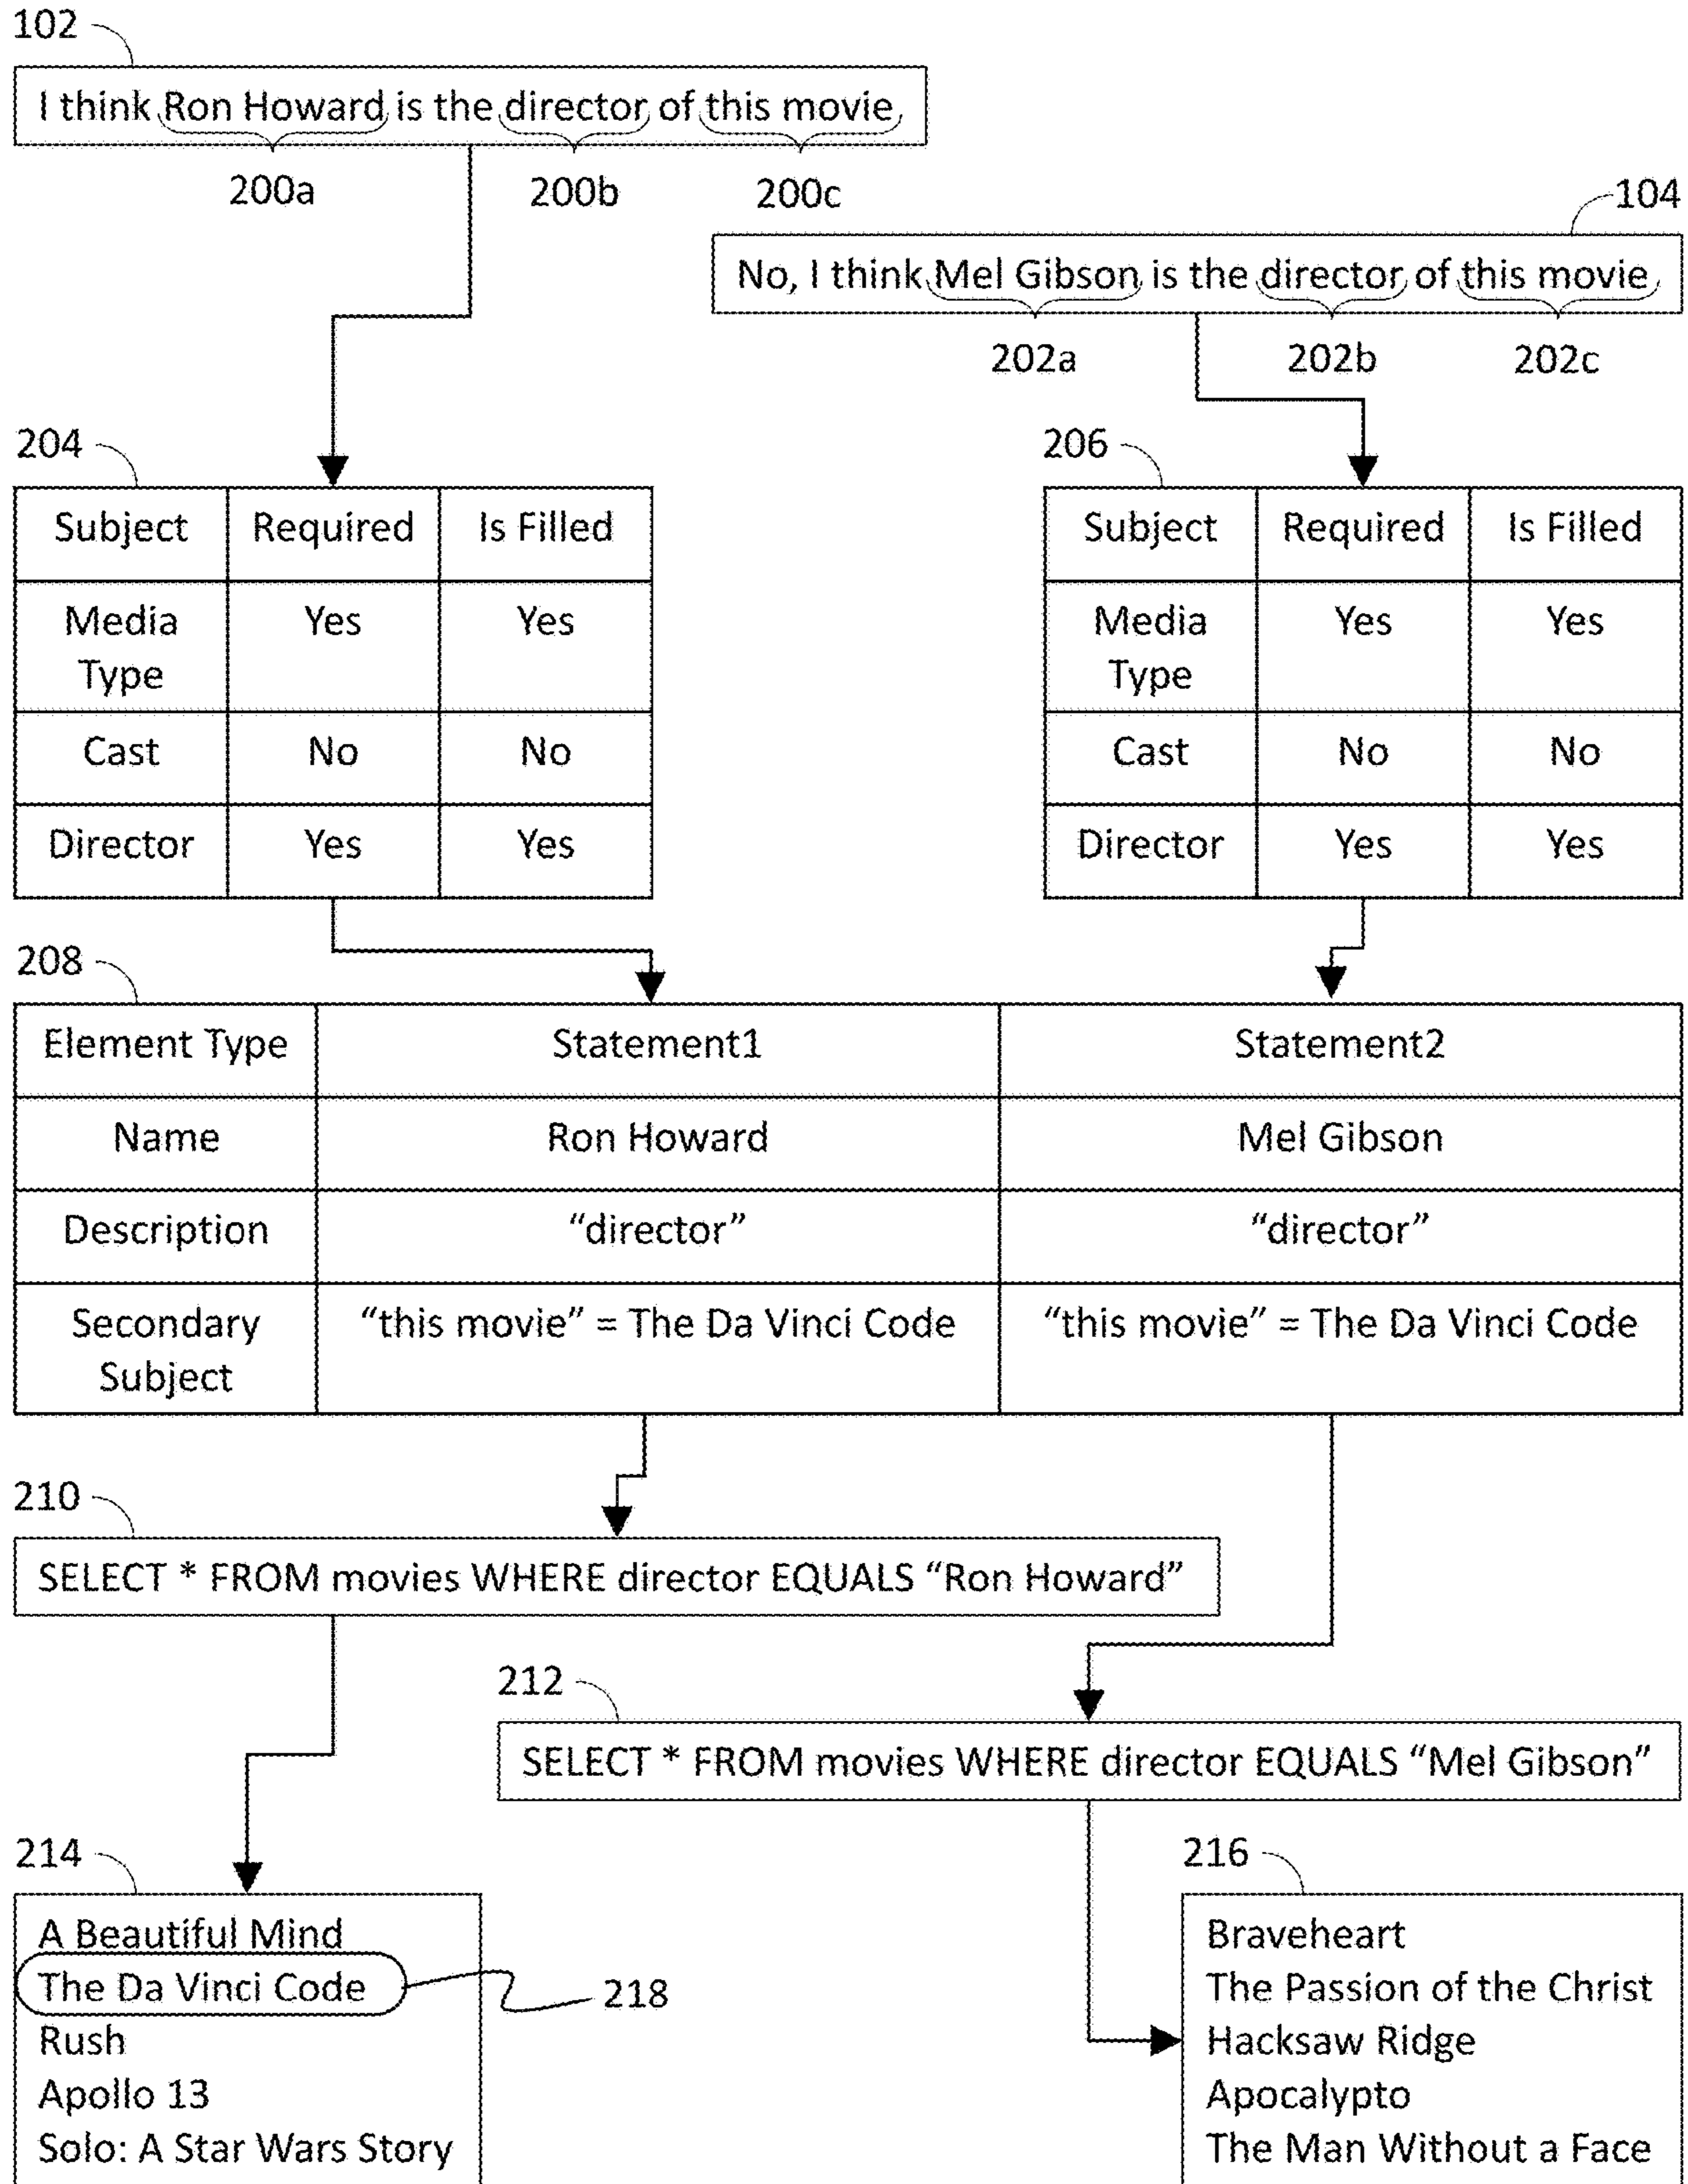 102
I think Ron Howard is the director of this movie
200a 200b 200c
104
No, I think Mel Gibson is the director of this movie
202a 202b 202c
204
Subject Required Is Filled
Media Type Yes Yes
Cast No No
Director Yes Yes
206
Subject Required Is Filled
Media Type Yes Yes
Cast No No
Director Yes Yes
208
Element Type Statement1 Statement2
Name Ron Howard Mel Gibson
Description “director” “director”
Secondary Subject “this movie” = The Da Vinci Code “this movie” = The Da Vinci Code
210
SELECT * FROM movies WHERE director EQUALS “Ron Howard”
212
SELECT * FROM movies WHERE director EQUALS “Mel Gibson”
214
A Beautiful Mind
The Da Vinci Code
218
Rush
Apollo 13
Solo: A Star Wars Story
216
Braveheart
The Passion of the Christ
Hacksaw Ridge
Apocalypto
The Man Without a Face